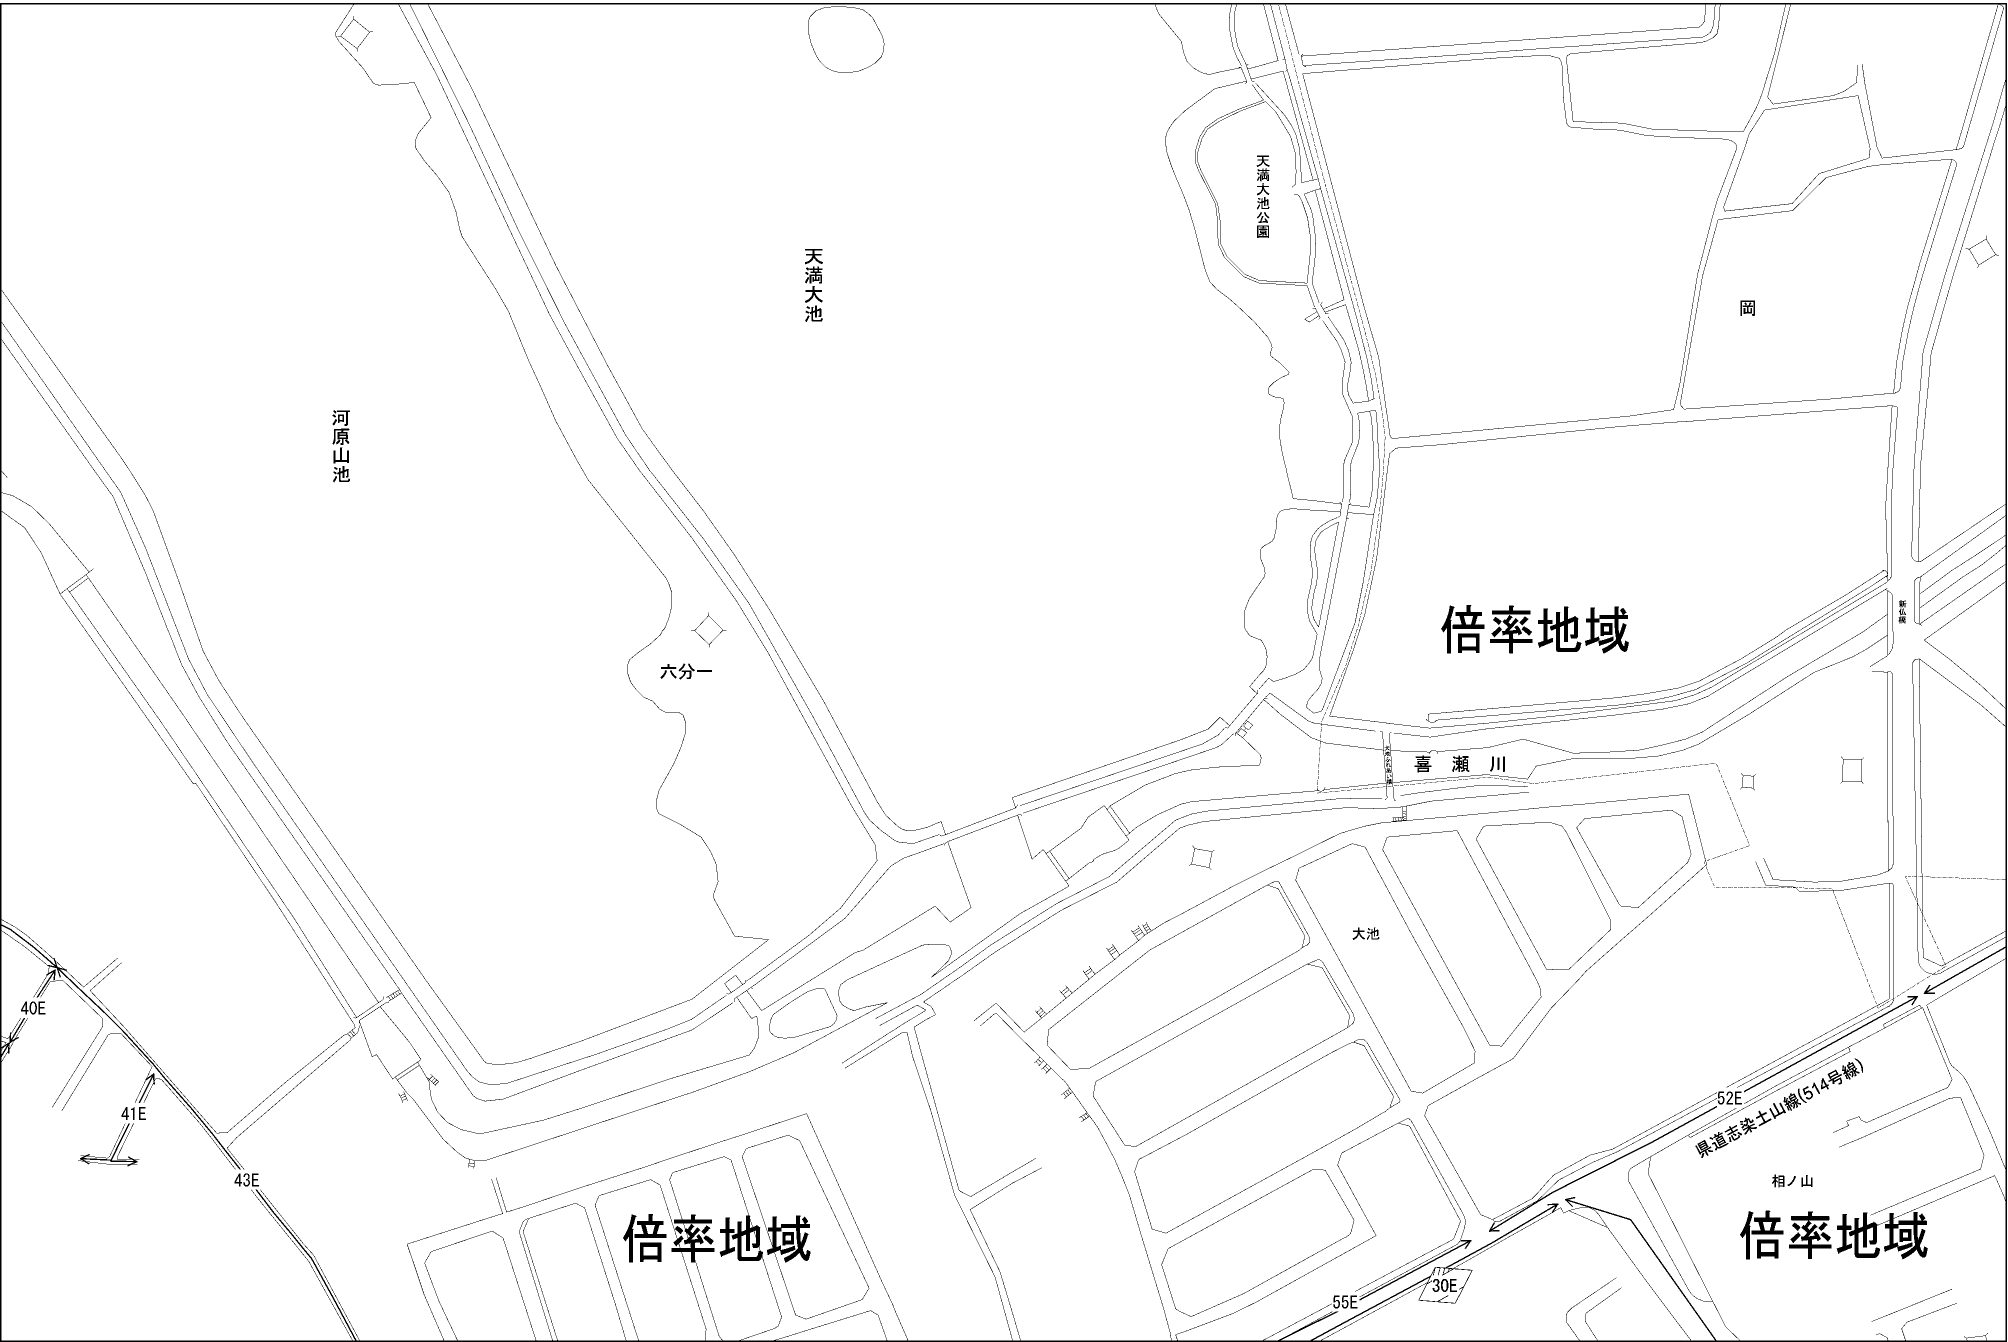 天満大池公園
天満大池
岡
河原山池
倍率地域
新仏橋
六分一
喜瀬川
大池
40E
41E
43E
52E
県道志染土山線(514号線)
相ノ山
倍率地域
倍率地域
30E
55E